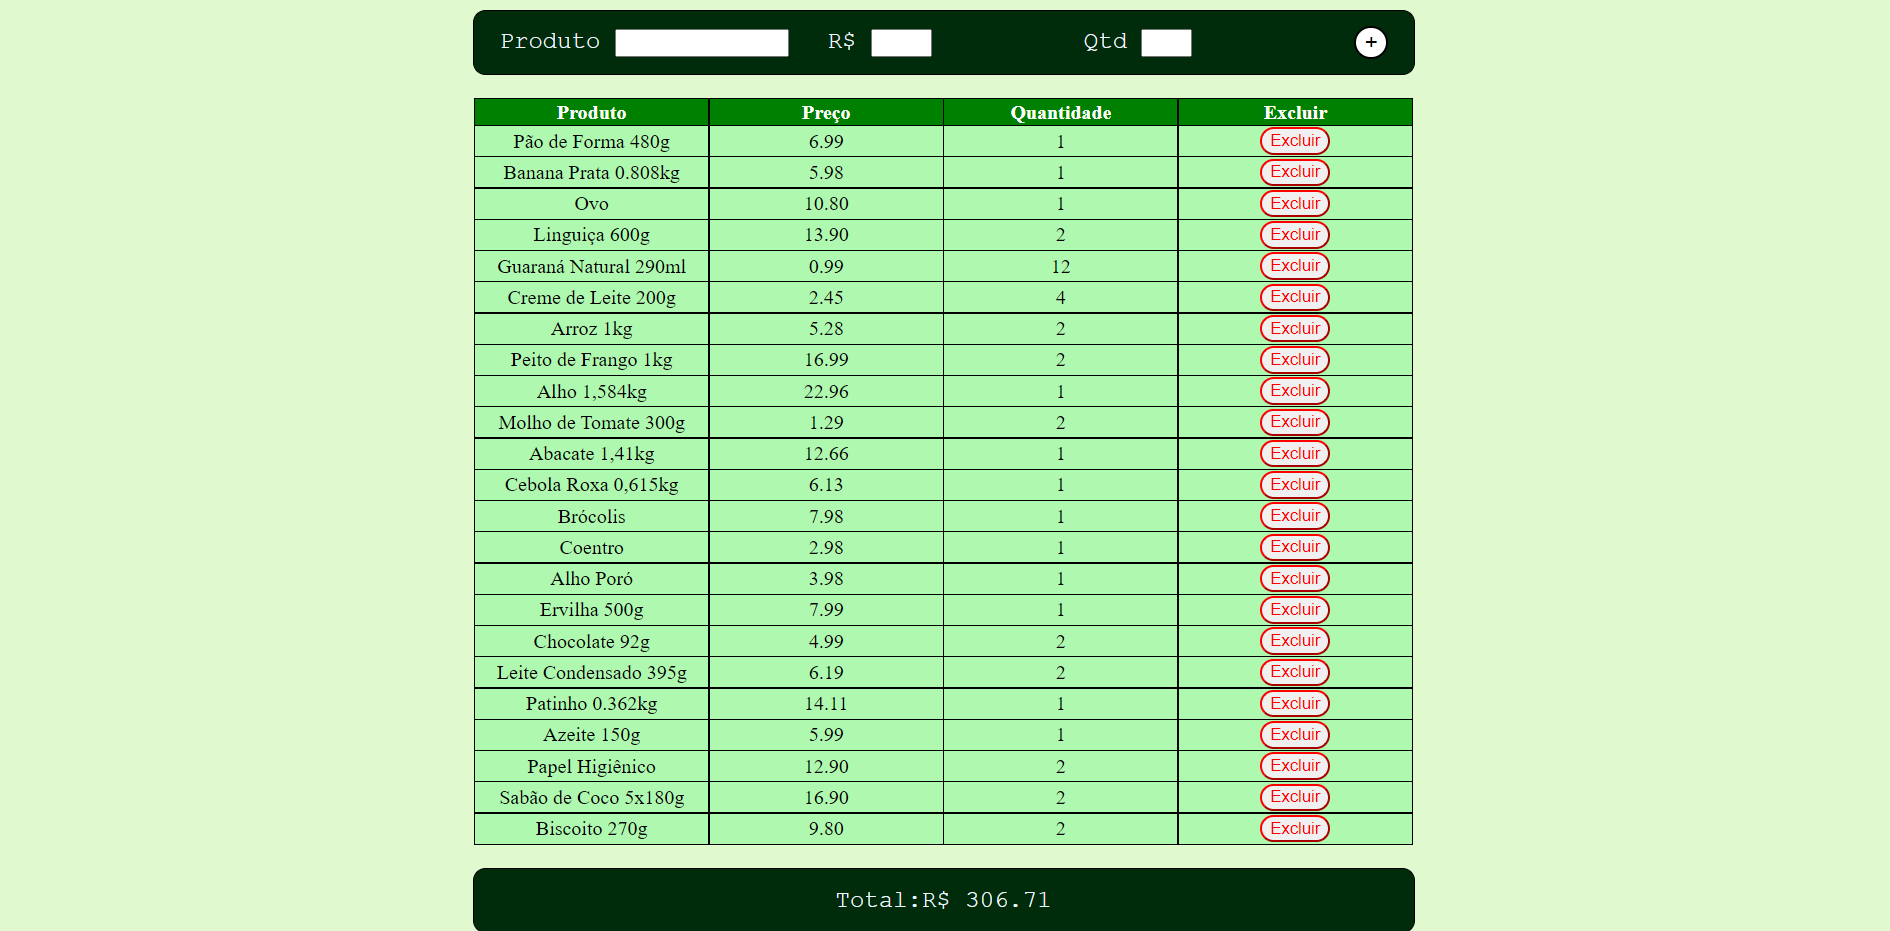 Produto R$ Qtd +
Produto Preço Quantidade Excluir
Pão de Forma 480g 6.99 1 Excluir
Banana Prata 0.808kg 5.98 1 Excluir
Ovo 10.80 1 Excluir
Linguiça 600g 13.90 2 Excluir
Guaraná Natural 290ml 0.99 12 Excluir
Creme de Leite 200g 2.45 4 Excluir
Arroz 1kg 5.28 2 Excluir
Peito de Frango 1kg 16.99 2 Excluir
Alho 1,584kg 22.96 1 Excluir
Molho de Tomate 300g 1.29 2 Excluir
Abacate 1,41kg 12.66 1 Excluir
Cebola Roxa 0,615kg 6.13 1 Excluir
Brócolis 7.98 1 Excluir
Coentro 2.98 1 Excluir
Alho Poró 3.98 1 Excluir
Ervilha 500g 7.99 1 Excluir
Chocolate 92g 4.99 2 Excluir
Leite Condensado 395g 6.19 2 Excluir
Patinho 0.362kg 14.11 1 Excluir
Azeite 150g 5.99 1 Excluir
Papel Higiênico 12.90 2 Excluir
Sabão de Coco 5x180g 16.90 2 Excluir
Biscoito 270g 9.80 2 Excluir
Total:R$ 306.71